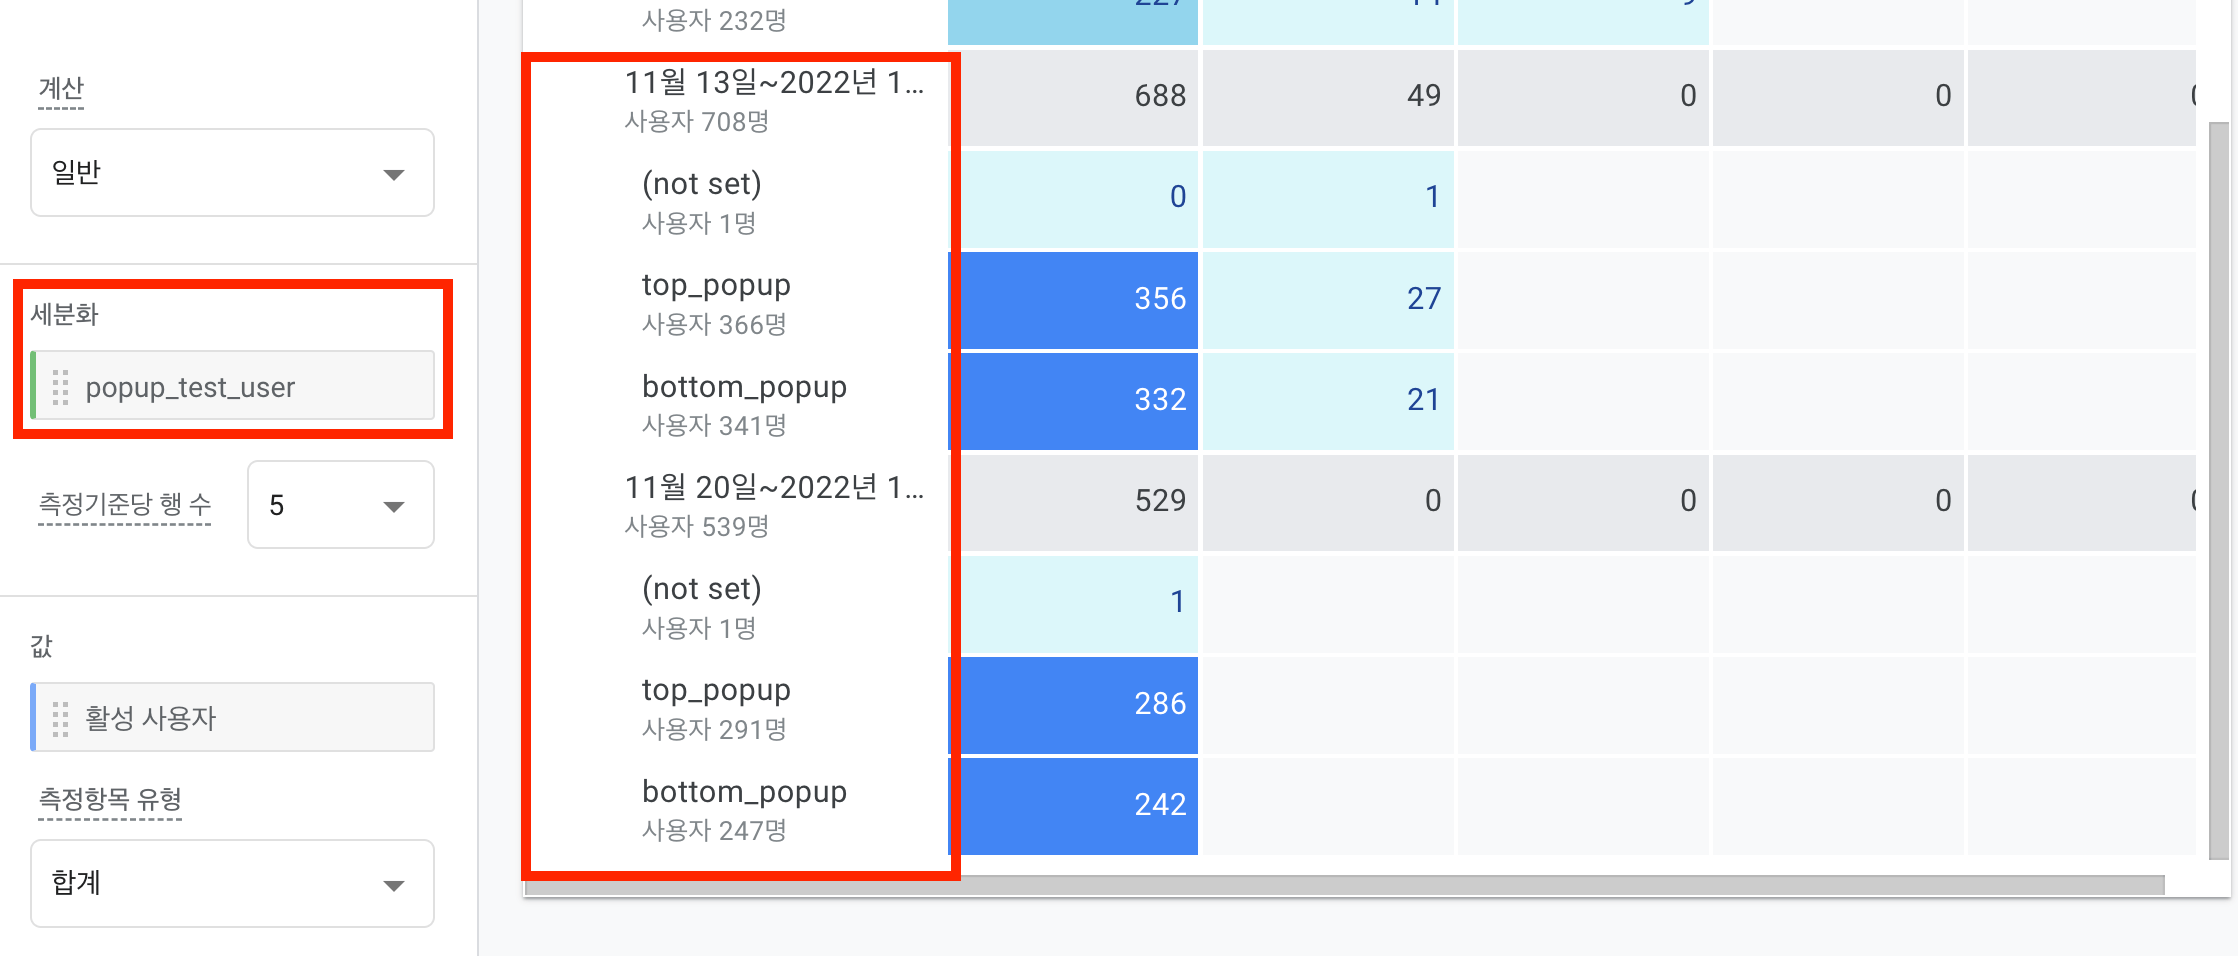 계산
일반
세분화
popup_test_user
측정기준당 행 수
5
값
활성 사용자
측정항목 유형
합계
사용자 232명
11월 13일~2022년 1... 688 49 0 0
사용자 708명
(not set) 0 1
사용자 1명
top_popup 356 27
사용자 366명
bottom_popup 332 21
사용자 341명
11월 20일~2022년 1... 529 0 0 0
사용자 539명
(not set) 1
사용자 1명
top_popup 286
사용자 291명
bottom_popup 242
사용자 247명